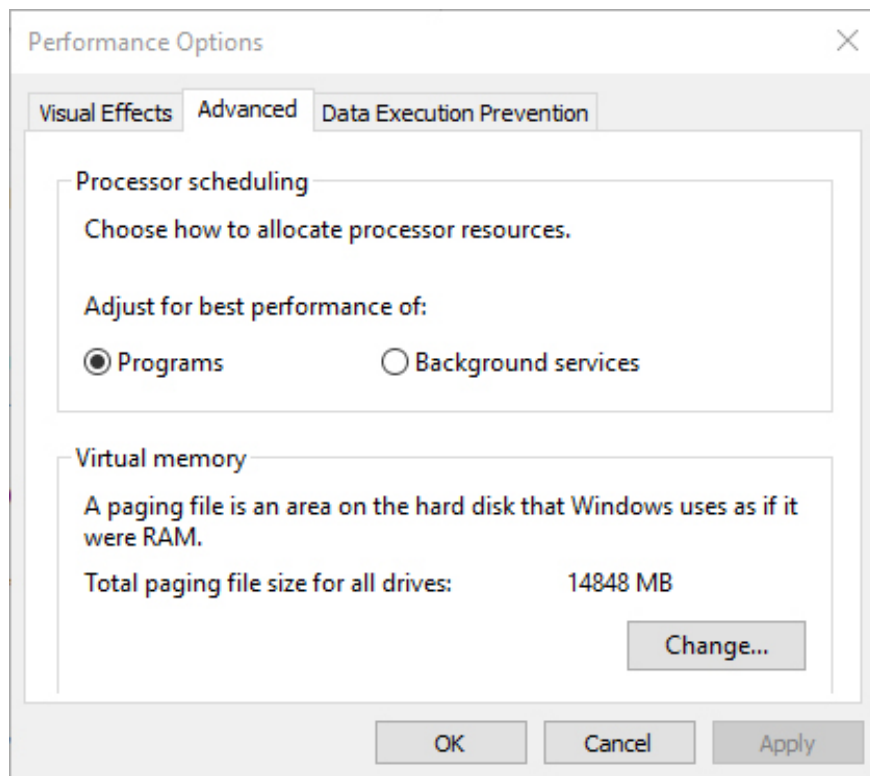 Performance Options
Visual Effects Advanced Data Execution Prevention
Processor scheduling
Choose how to allocate processor resources.
Adjust for best performance of:
Programs Background services
Virtual memory
A paging file is an area on the hard disk that Windows uses as if it
were RAM.
Total paging file size for all drives: 14848 MB
Change...
OK Cancel Apply